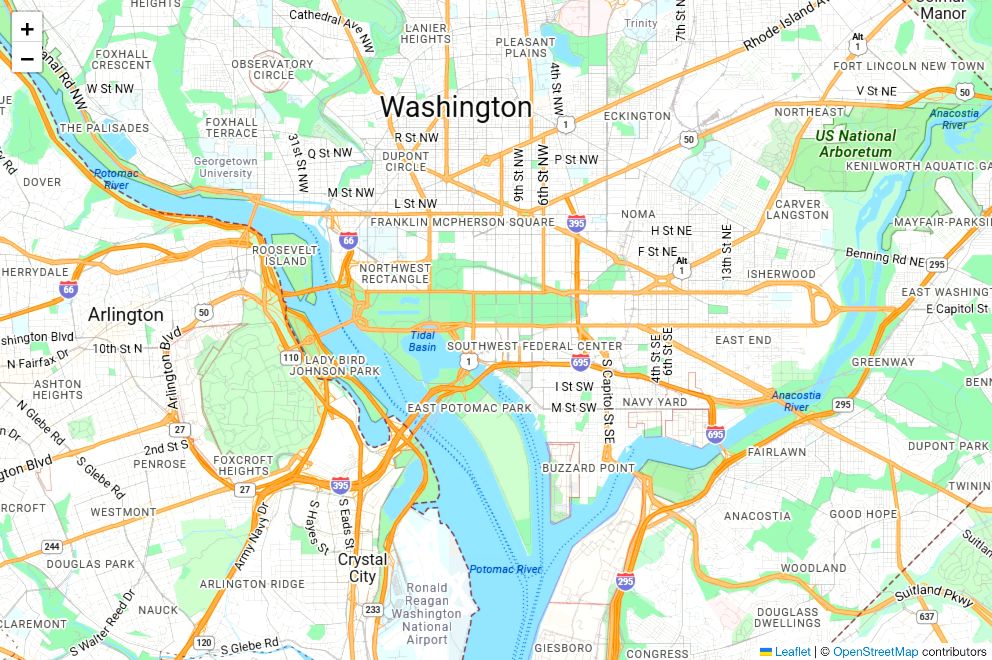 +
−
HEIGHTS
Cathedral Ave NW
LANIER
HEIGHTS
Trinity
7th St N
Rhode Island Av
Manor
Alt
1
PLEASANT
PLAINS
FOXHALL
CRESCENT
Canal Rd NW
OBSERVATORY
CIRCLE
4th St NW
FORT LINCOLN NEW TOWN
W St NW
V St NE
50
Washington
NORTHEAST
Anacostia
River
ECKINGTON
1
FOXHALL
TERRACE
THE PALISADES
R St NW
50
US National
Arboretum
31st St NW
Q St NW
DUPONT
CIRCLE
9th St NW
6th St NW
P St NW
Georgetown
University
KENILWORTH AQUATIC GA
Potomac
River
DOVER
M St NW
L St NW
CARVER
LANGSTON
FRANKLIN MCPHERSON SQUARE
395
NOMA
MAYFAIR-PARKSI
H St NE
F St NE
13th St NE
66
ROOSEVELT
ISLAND
Benning Rd NE
295
Alt
1
HERRYDALE
NORTHWEST
RECTANGLE
ISHERWOOD
66
EAST WASHINGT
E Capitol St
Arlington
50
shington Blvd
Tidal
Basin
10th St N
Arlington Blvd
SOUTHWEST FEDERAL CENTER
4th St SE
6th St SE
EAST END
N Fairfax Dr
110
LADY BIRD
JOHNSON PARK
1
695
GREENWAY
ASHTON
HEIGHTS
S Capitol St SE
I St SW
BENN
Anacostia
River
N Glebe Rd
EAST POTOMAC PARK
M St SW
NAVY YARD
295
27
695
n Dr
2nd St S
DUPONT PARK
ngton Blvd
PENROSE
S Glebe Rd
FOXCROFT
HEIGHTS
BUZZARD POINT
FAIRLAWN
27
395
TWININ
RCROFT
WESTMONT
S Hayes St
S Eads St
ANACOSTIA
GOOD HOPE
Army Navy Dr
244
Suitlan
DOUGLAS PARK
Crystal
City
Potomac River
WOODLAND
ARLINGTON RIDGE
295
Ronald
Reagan
Washington
National
Airport
Suitland Pkwy
NAUCK
233
DOUGLASS
DWELLINGS
637
CLAREMONT
S Walter Reed Dr
120
S Glebe Rd
GIESBORO
CONGRESS
Leaflet | © OpenStreetMap contributors